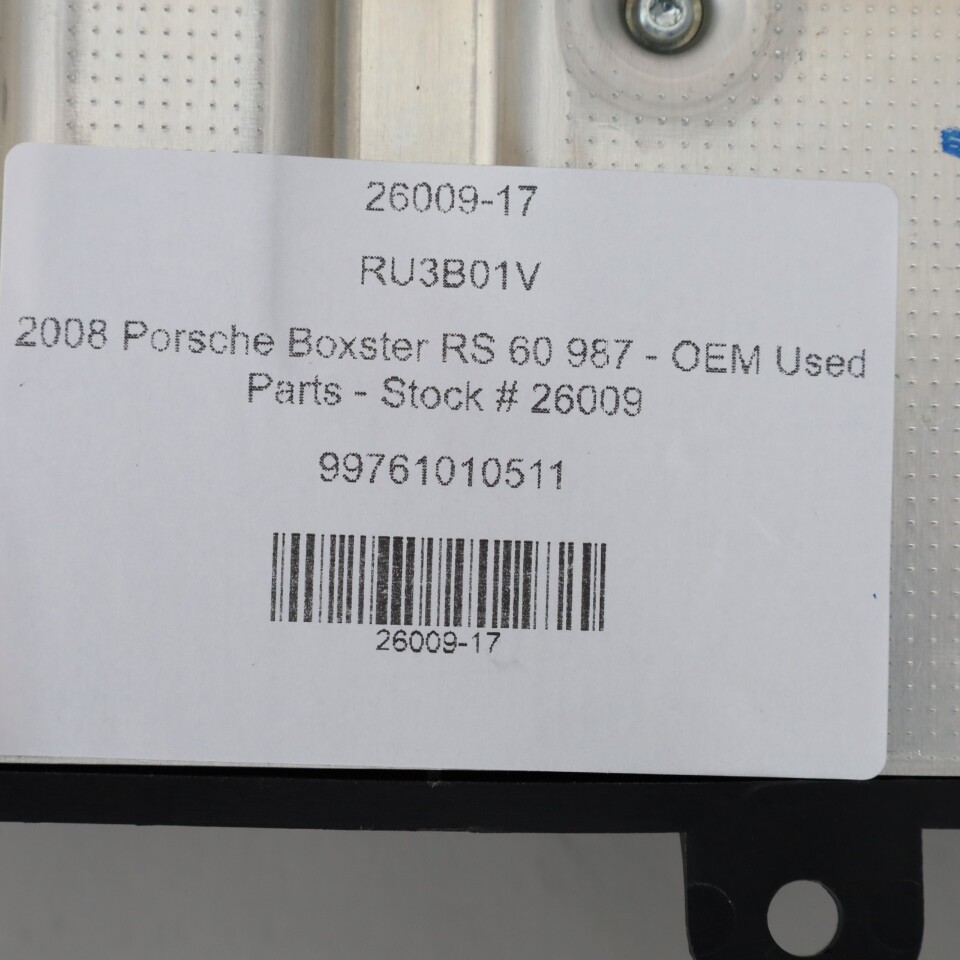 26009-17
RU3B01V
2008 Porsche Boxster RS 60 987 - OEM Used
Parts - Stock # 26009
99761010511
26009-17